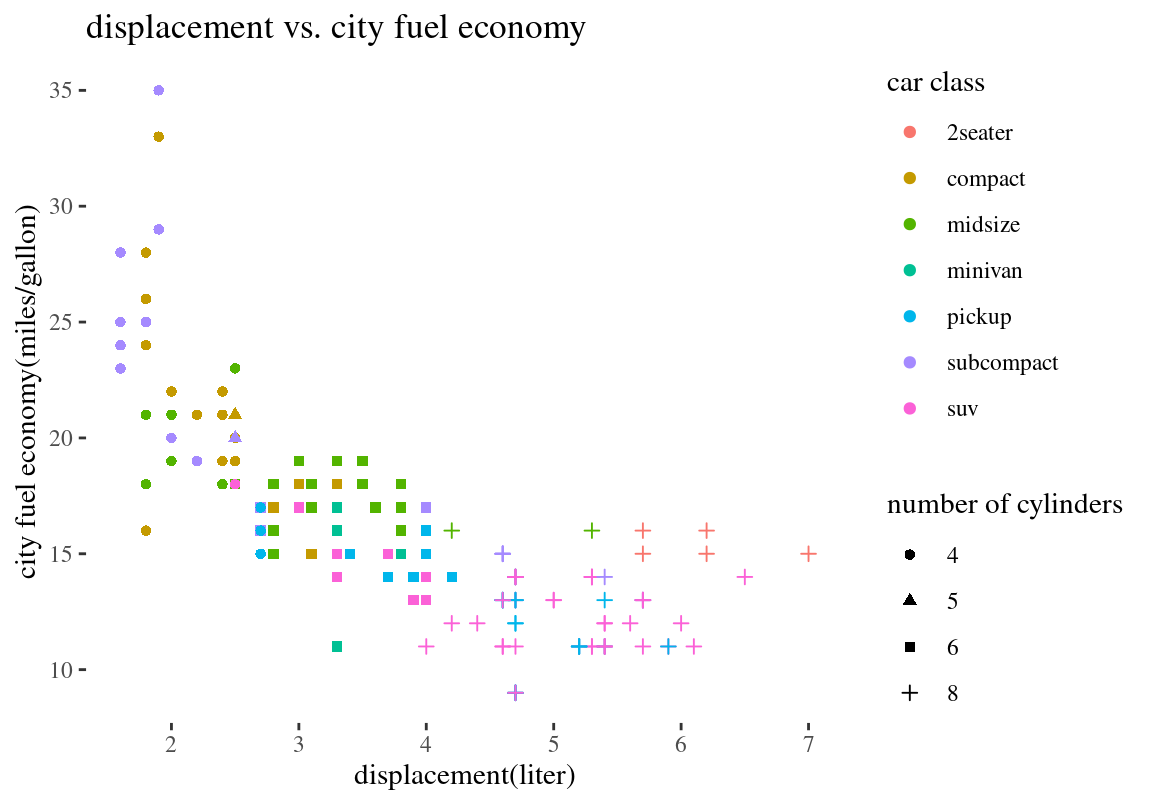 displacement vs. city fuel economy
city fuel economy(miles/gallon)
35
30
25
20
15
10
2 3 4 5 6 7
displacement(liter)
car class
2seater
compact
midsize
minivan
pickup
subcompact
suv
number of cylinders
4
5
6
8